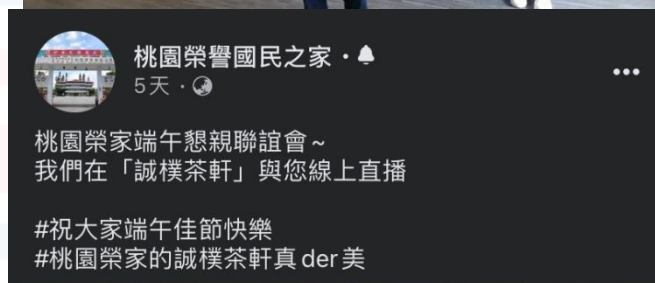 桃園榮譽國民之家・
5天・
桃園榮家端午懇親聯誼會~
我們在「誠樸茶軒」與您線上直播
#祝大家端午佳節快樂
#桃園榮家的誠樸茶軒真der美